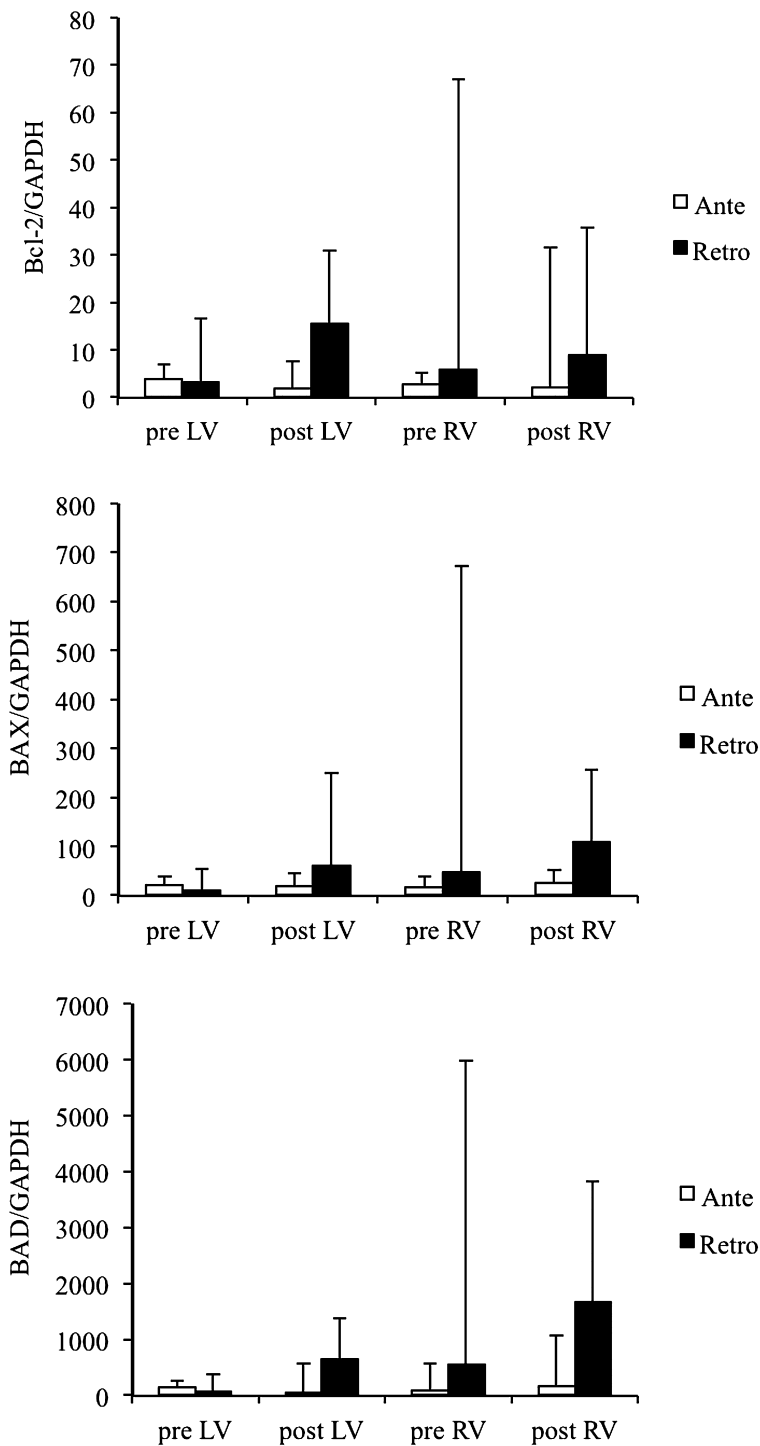 80
70
60
50
40
30
20
10
0
Bcl-2/GAPDH
pre LV post LV pre RV post RV
Ante
Retro
800
700
600
500
400
300
200
100
0
BAX/GAPDH
pre LV post LV pre RV post RV
Ante
Retro
7000
6000
5000
4000
3000
2000
1000
0
BAD/GAPDH
pre LV post LV pre RV post RV
Ante
Retro